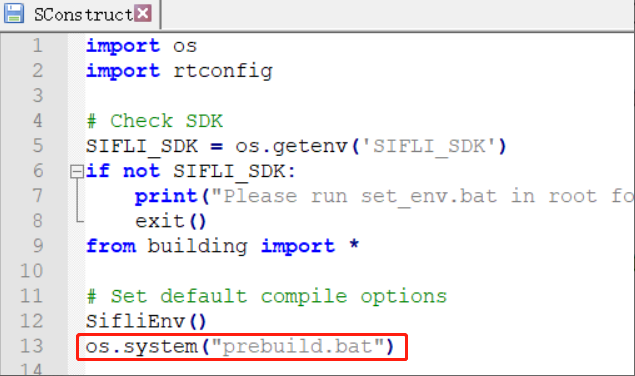 SConstruct
1 import os
2 import rtconfig
3
4 # Check SDK
5 SIFLI_SDK = os.getenv('SIFLI_SDK')
6 if not SIFLI_SDK:
7 print("Please run set_env.bat in root fo
8 exit()
9 from building import *
10
11 # Set default compile options
12 SifliEnv()
13 os.system("prebuild.bat")
14